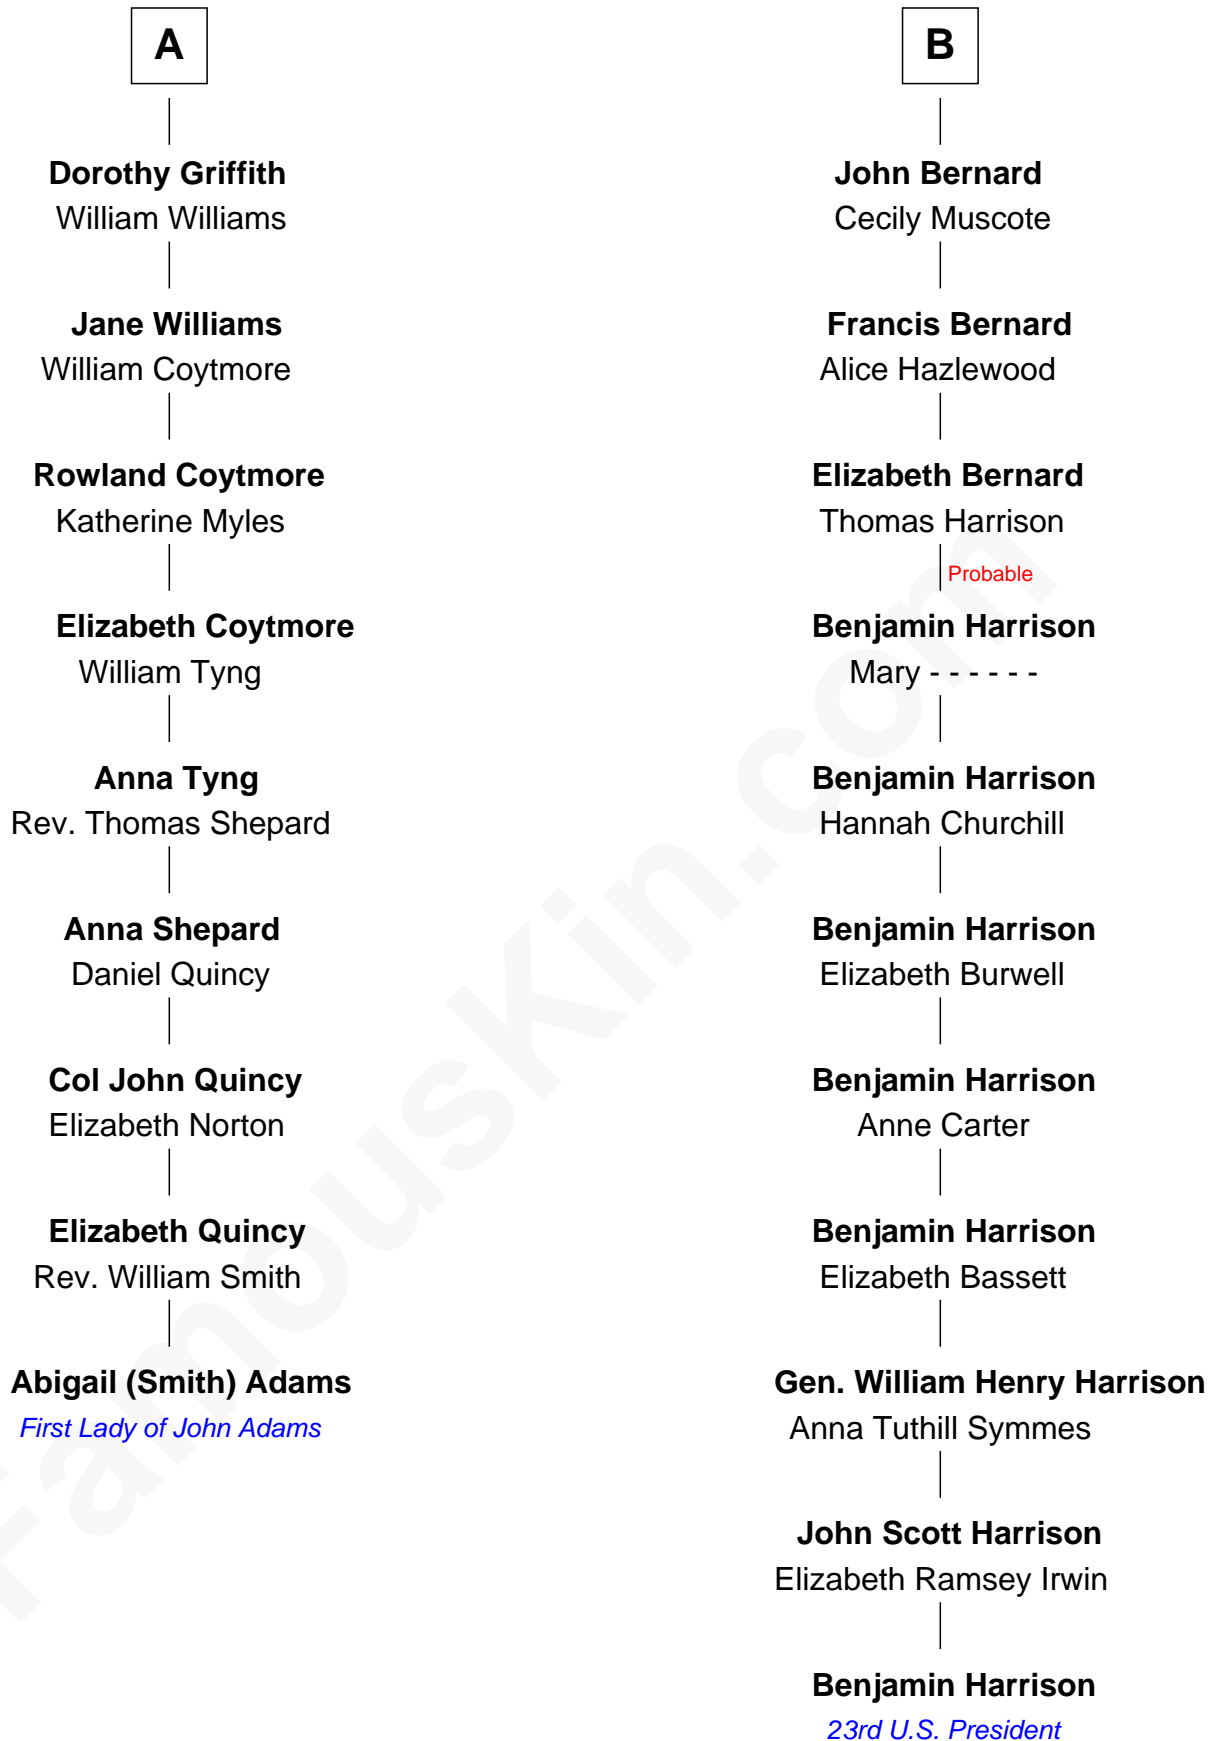 A
Dorothy Griffith
William Williams
Jane Williams
William Coytmore
Rowland Coytmore
Katherine Myles
Elizabeth Coytmore
William Tyng
Anna Tyng
Rev. Thomas Shepard
Anna Shepard
Daniel Quincy
Col John Quincy
Elizabeth Norton
Elizabeth Quincy
Rev. William Smith
Abigail (Smith) Adams
First Lady of John Adams
B
John Bernard
Cecily Muscote
Francis Bernard
Alice Hazlewood
Elizabeth Bernard
Thomas Harrison
Probable
Benjamin Harrison
Mary - - - - - -
Benjamin Harrison
Hannah Churchill
Benjamin Harrison
Elizabeth Burwell
Benjamin Harrison
Anne Carter
Benjamin Harrison
Elizabeth Bassett
Gen. William Henry Harrison
Anna Tuthill Symmes
John Scott Harrison
Elizabeth Ramsey Irwin
Benjamin Harrison
23rd U.S. President
FamousKin.com